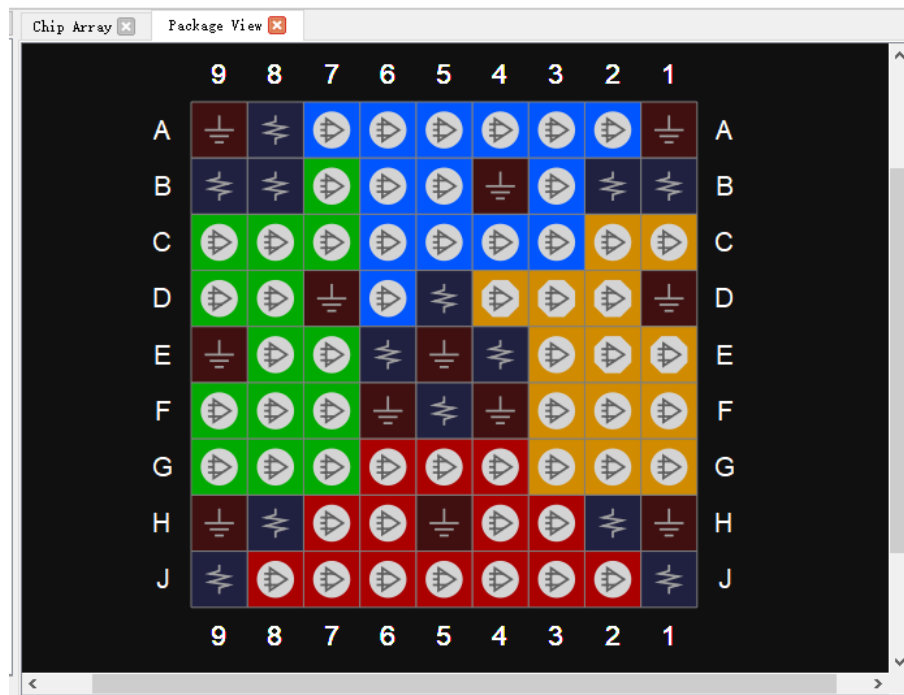 Chip Array Package View
9 8 7 6 5 4 3 2 1
A A
B B
C C
D D
E E
F F
G G
H H
J J
9 8 7 6 5 4 3 2 1